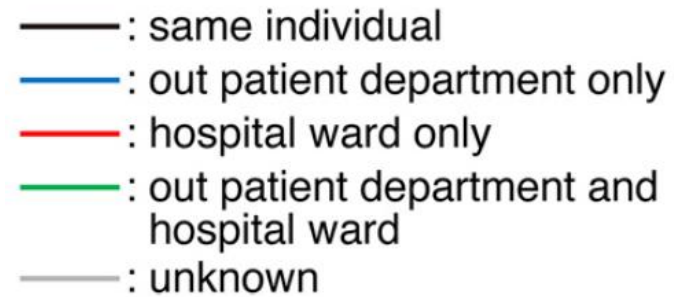 : same individual
: out patient department only
: hospital ward only
: out patient department and
hospital ward
: unknown